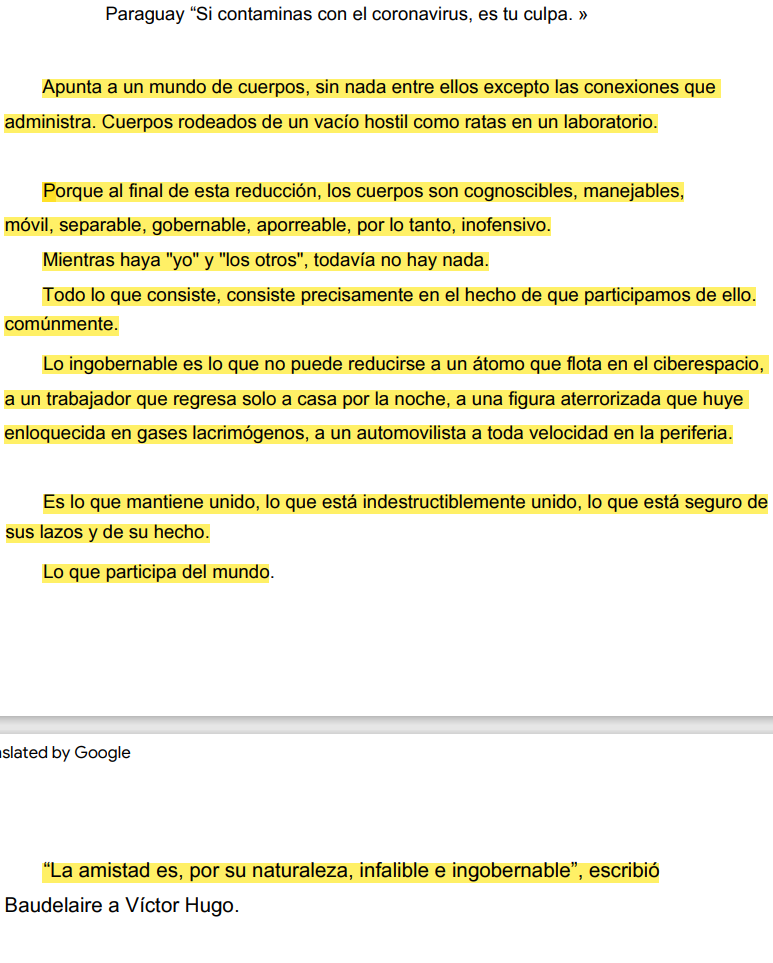 Paraguay “Si contaminas con el coronavirus, es tu culpa. »
Apunta a un mundo de cuerpos, sin nada entre ellos excepto las conexiones que
administra. Cuerpos rodeados de un vacío hostil como ratas en un laboratorio.
Porque al final de esta reducción, los cuerpos son cognoscibles, manejables,
móvil, separable, gobernable, aporreable, por lo tanto, inofensivo.
Mientras haya "yo" y "los otros", todavía no hay nada.
Todo lo que consiste, consiste precisamente en el hecho de que participamos de ello.
comúnmente.
Lo ingobernable es lo que no puede reducirse a un átomo que flota en el ciberespacio,
a un trabajador que regresa solo a casa por la noche, a una figura aterrorizada que huye
enloquecida en gases lacrimógenos, a un automovilista a toda velocidad en la periferia.
Es lo que mantiene unido, lo que está indestructiblemente unido, lo que está seguro de
sus lazos y de su hecho.
Lo que participa del mundo.
slated by Google
“La amistad es, por su naturaleza, infalible e ingobernable”, escribió
Baudelaire a Víctor Hugo.